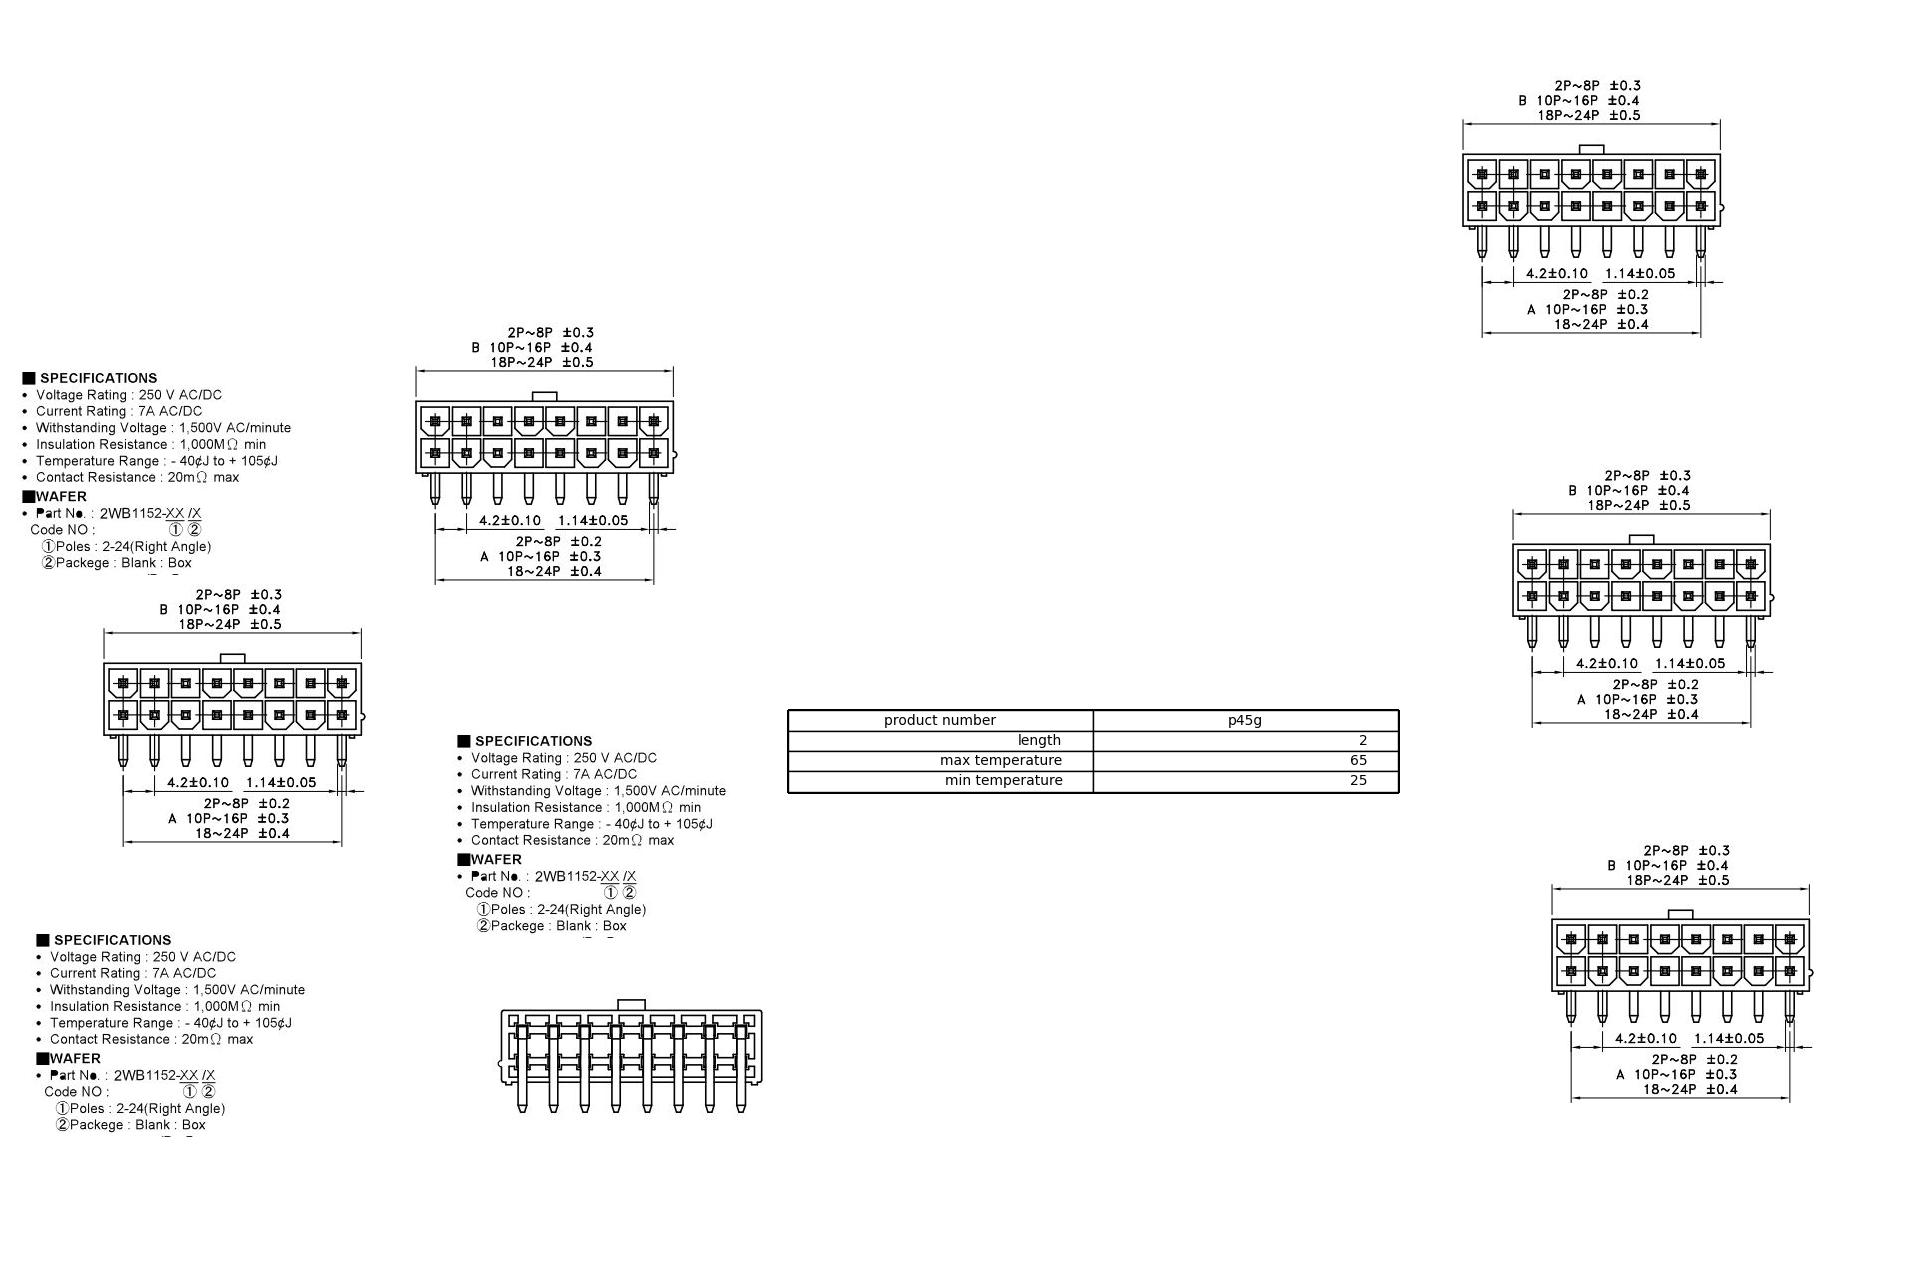 2P~8P ±0.3
B 10P~16P ±0.4
18P~24P ±0.5
4.2±0.10 1.14±0.05
2P~8P ±0.2
A 10P~16P ±0.3
18~24P ±0.4
2P~8P ±0.3
B 10P~16P ±0.4
18P~24P ±0.5
4.2±0.10 1.14±0.05
2P~8P ±0.2
A 10P~16P ±0.3
18~24P ±0.4
■ SPECIFICATIONS
• Voltage Rating : 250 V AC/DC
• Current Rating : 7A AC/DC
• Withstanding Voltage : 1,500V AC/minute
• Insulation Resistance : 1,000MΩ min
• Temperature Range : - 40¢J to + 105¢J
• Contact Resistance : 20mΩ max
■WAFER
• Part No. : 2WB1152-XX /X
Code NO : ① ②
①Poles : 2-24(Right Angle)
②Packege : Blank : Box
2P~8P ±0.3
B 10P~16P ±0.4
18P~24P ±0.5
4.2±0.10 1.14±0.05
2P~8P ±0.2
A 10P~16P ±0.3
18~24P ±0.4
2P~8P ±0.3
B 10P~16P ±0.4
18P~24P ±0.5
4.2±0.10 1.14±0.05
2P~8P ±0.2
A 10P~16P ±0.3
18~24P ±0.4
■ SPECIFICATIONS
• Voltage Rating : 250 V AC/DC
• Current Rating : 7A AC/DC
• Withstanding Voltage : 1,500V AC/minute
• Insulation Resistance : 1,000MΩ min
• Temperature Range : - 40¢J to + 105¢J
• Contact Resistance : 20mΩ max
■WAFER
• Part No. : 2WB1152-XX /X
Code NO : ① ②
①Poles : 2-24(Right Angle)
②Packege : Blank : Box
product number p45g
length 2
max temperature 65
min temperature 25
2P~8P ±0.3
B 10P~16P ±0.4
18P~24P ±0.5
4.2±0.10 1.14±0.05
2P~8P ±0.2
A 10P~16P ±0.3
18~24P ±0.4
■ SPECIFICATIONS
• Voltage Rating : 250 V AC/DC
• Current Rating : 7A AC/DC
• Withstanding Voltage : 1,500V AC/minute
• Insulation Resistance : 1,000MΩ min
• Temperature Range : - 40¢J to + 105¢J
• Contact Resistance : 20mΩ max
■WAFER
• Part No. : 2WB1152-XX /X
Code NO : ① ②
①Poles : 2-24(Right Angle)
②Packege : Blank : Box